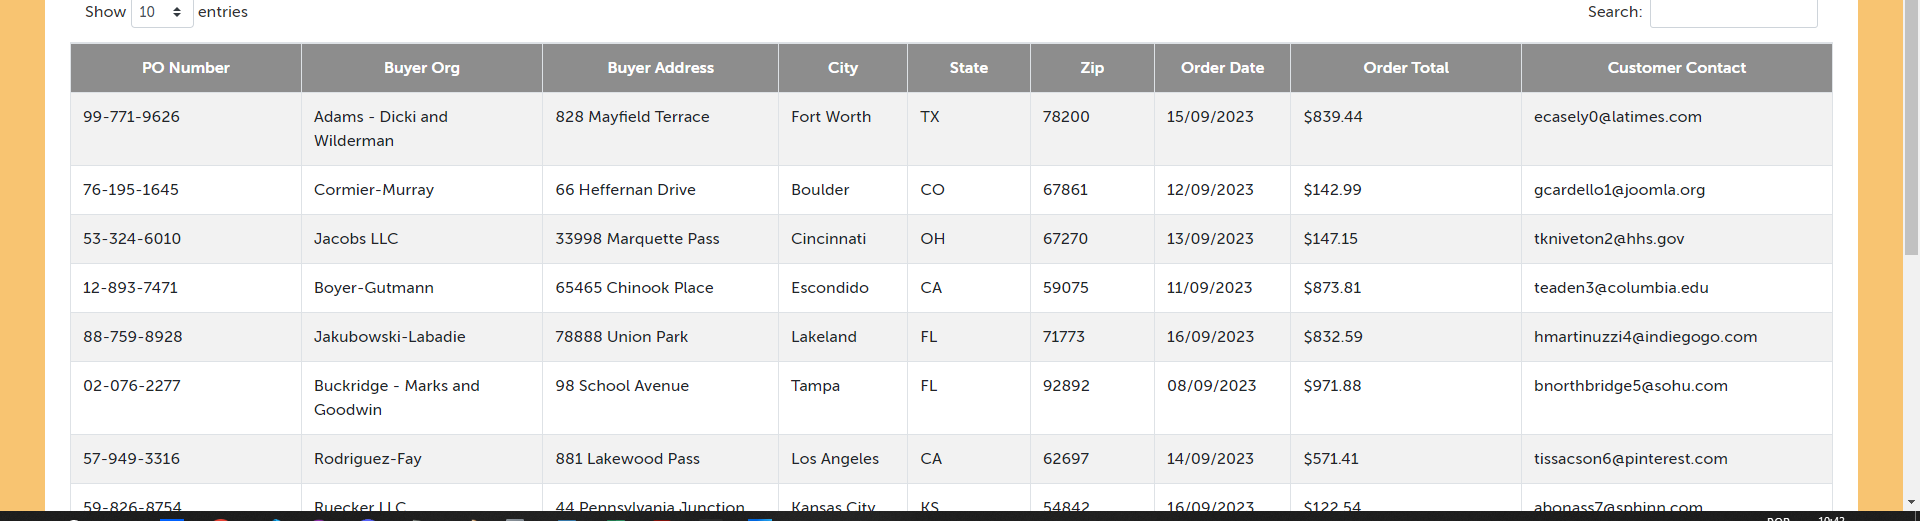 Show 10 entries Search:
PO Number Buyer Org Buyer Address City State Zip Order Date Order Total Customer Contact
99-771-9626 Adams - Dicki and 828 Mayfield Terrace Fort Worth TX 78200 15/09/2023 $839.44 ecasely0@latimes.com
Wilderman
76-195-1645 Cormier-Murray 66 Heffernan Drive Boulder CO 67861 12/09/2023 $142.99 gcardello1@joomla.org
53-324-6010 Jacobs LLC 33998 Marquette Pass Cincinnati OH 67270 13/09/2023 $147.15 tkniveton2@hhs.gov
12-893-7471 Boyer-Gutmann 65465 Chinook Place Escondido CA 59075 11/09/2023 $873.81 teaden3@columbia.edu
88-759-8928 Jakubowski-Labadie 78888 Union Park Lakeland FL 71773 16/09/2023 $832.59 hmartinuzzi4@indiegogo.com
02-076-2277 Buckridge - Marks and 98 School Avenue Tampa FL 92892 08/09/2023 $971.88 bnorthbridge5@sohu.com
Goodwin
57-949-3316 Rodriguez-Fay 881 Lakewood Pass Los Angeles CA 62697 14/09/2023 $571.41 tissacson6@pinterest.com
59-826-8754 Ruecker LLC 44 Pennsylvania Junction Kansas City KS 54842 16/09/2023 $122.54 abonass7@sphinn.com